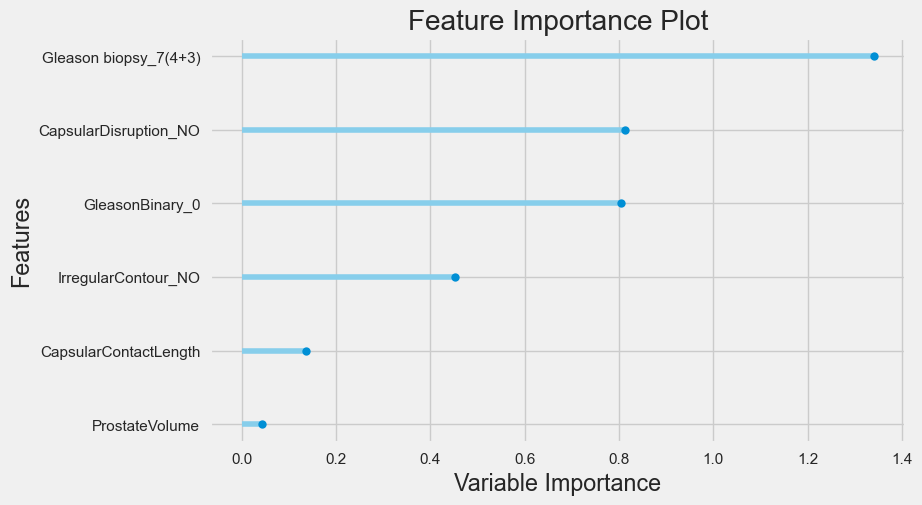 Feature Importance Plot
Gleason biopsy_7(4+3)
CapsularDisruption_NO
GleasonBinary_0
IrregularContour_NO
CapsularContactLength
ProstateVolume
Features
0.0 0.2 0.4 0.6 0.8 1.0 1.2 1.4
Variable Importance